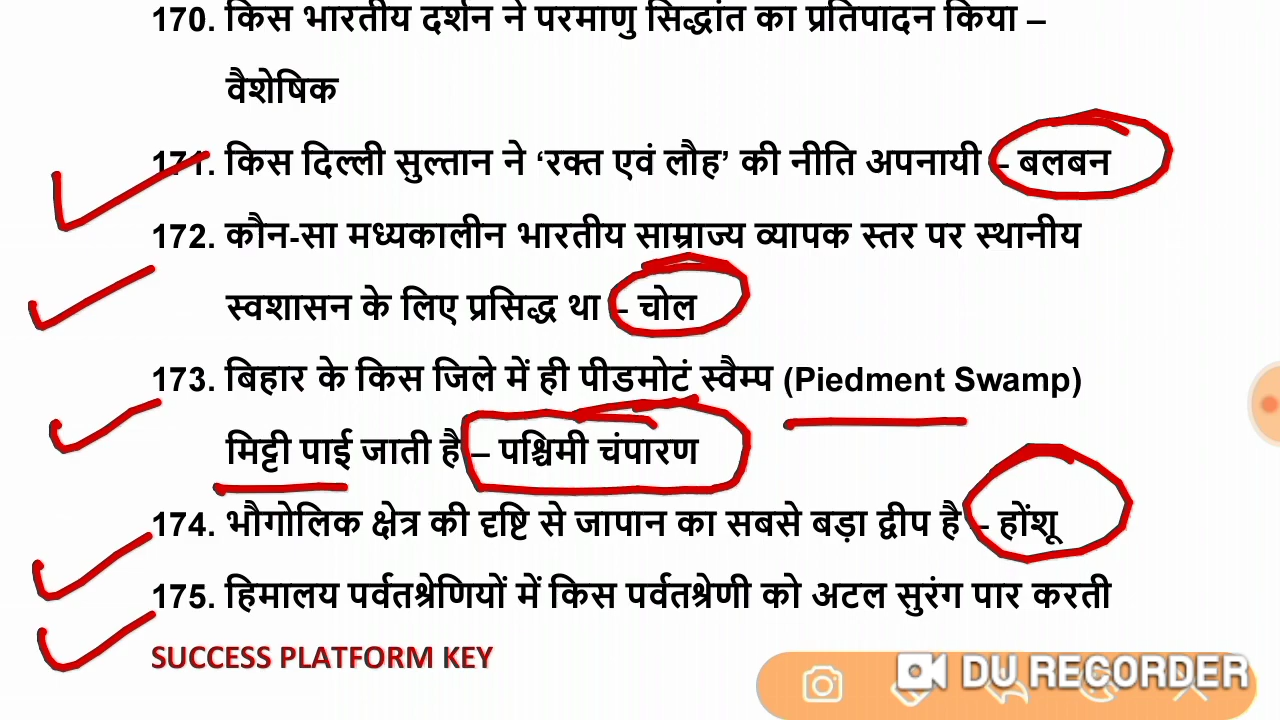 170. किस भारतीय दर्शन ने परमाणु सिद्धांत का प्रतिपादन किया –
वैशेषिक
171. किस दिल्ली सुल्तान ने ‘रक्त एवं लौह’ की नीति अपनायी – बलबन
172. कौन-सा मध्यकालीन भारतीय साम्राज्य व्यापक स्तर पर स्थानीय
स्वशासन के लिए प्रसिद्ध था – चोल
173. बिहार के किस जिले में ही पीडमोटं स्वैम्प (Piedment Swamp)
मिट्टी पाई जाती है – पश्चिमी चंपारण
174. भौगोलिक क्षेत्र की दृष्टि से जापान का सबसे बड़ा द्वीप है – होंशू
175. हिमालय पर्वतश्रेणियों में किस पर्वतश्रेणी को अटल सुरंग पार करती
SUCCESS PLATFORM KEY
DU RECORDER